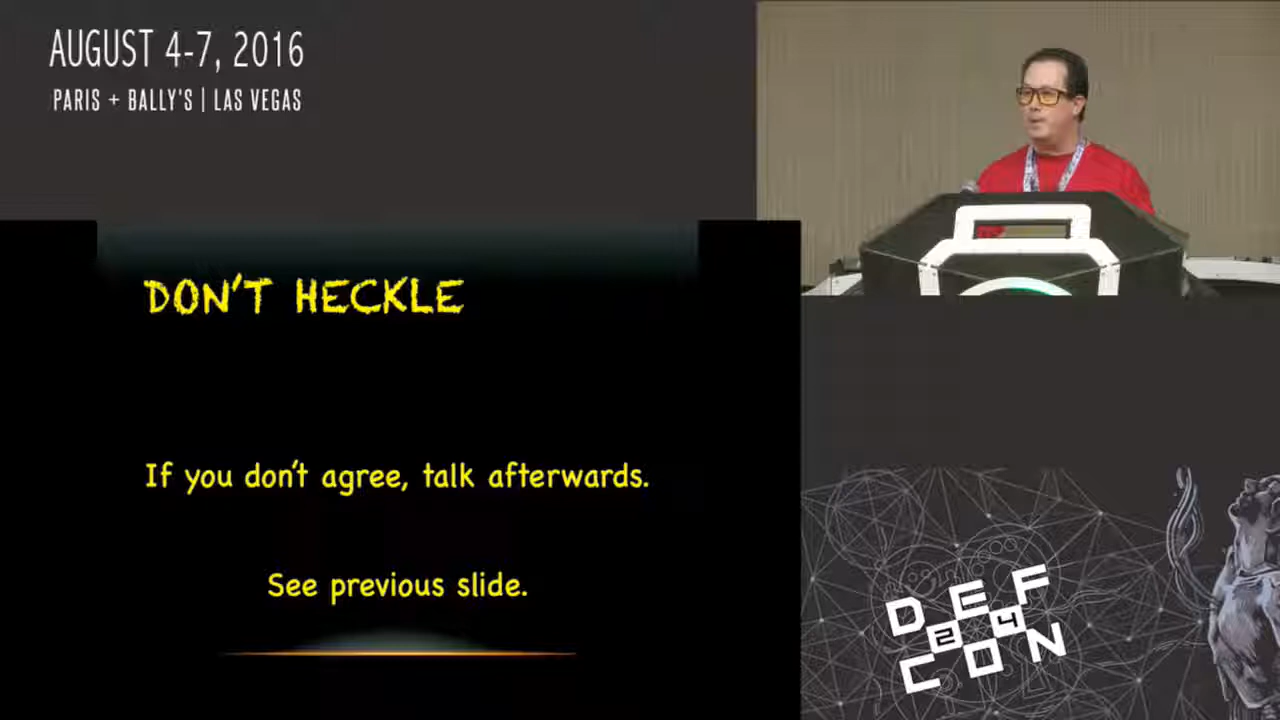 AUGUST 4-7, 2016
PARIS + BALLY'S | LAS VEGAS
DON'T HECKLE
If you don't agree, talk afterwards.
See previous slide.
DEF
24
CON